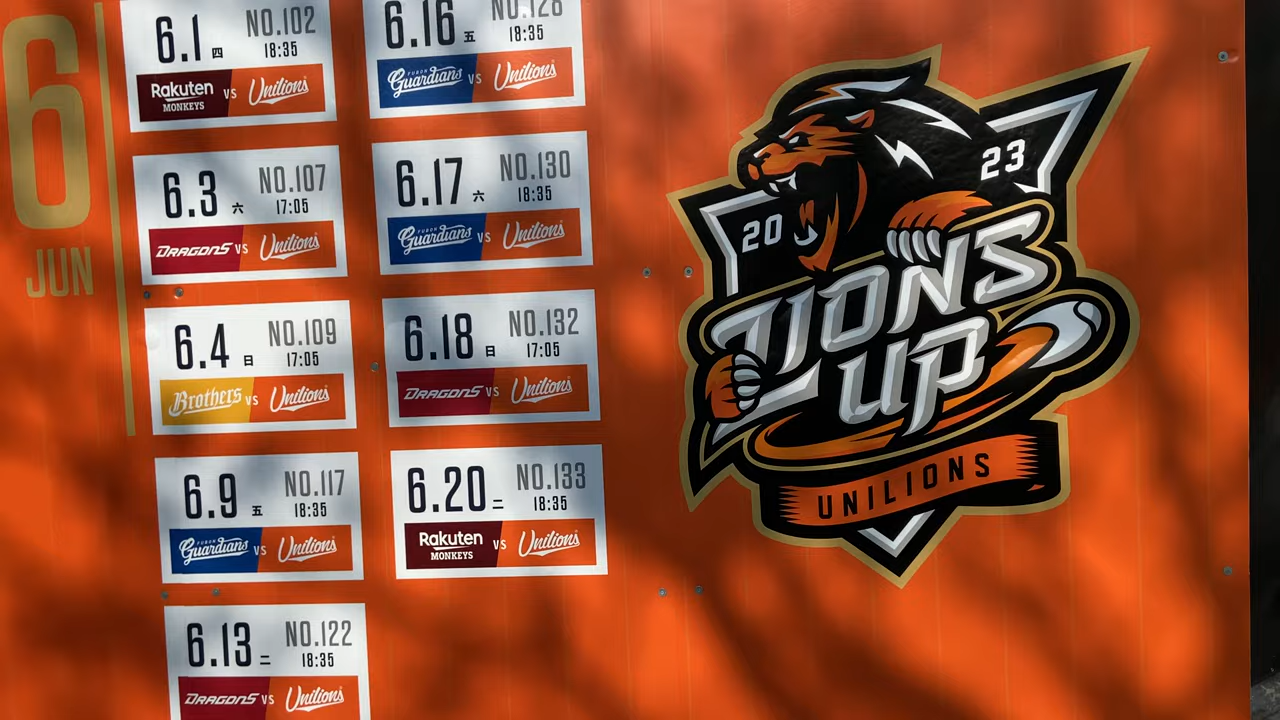 6
JUN
6.1 四 NO.102
18:35
Rakuten MONKEYS VS Unilions
6.3 六 NO.107
17:05
DRAGONS VS Unilions
6.4 日 NO.109
17:05
Brothers VS Unilions
6.9 五 NO.117
18:35
FUBON Guardians VS Unilions
6.13 二 NO.122
18:35
DRAGONS VS Unilions
6.16 五 NO.128
18:35
FUBON Guardians VS Unilions
6.17 六 NO.130
18:35
FUBON Guardians VS Unilions
6.18 日 NO.132
17:05
DRAGONS VS Unilions
6.20 二 NO.133
18:35
Rakuten MONKEYS VS Unilions
20 23
LIONS
UP
UNILIONS